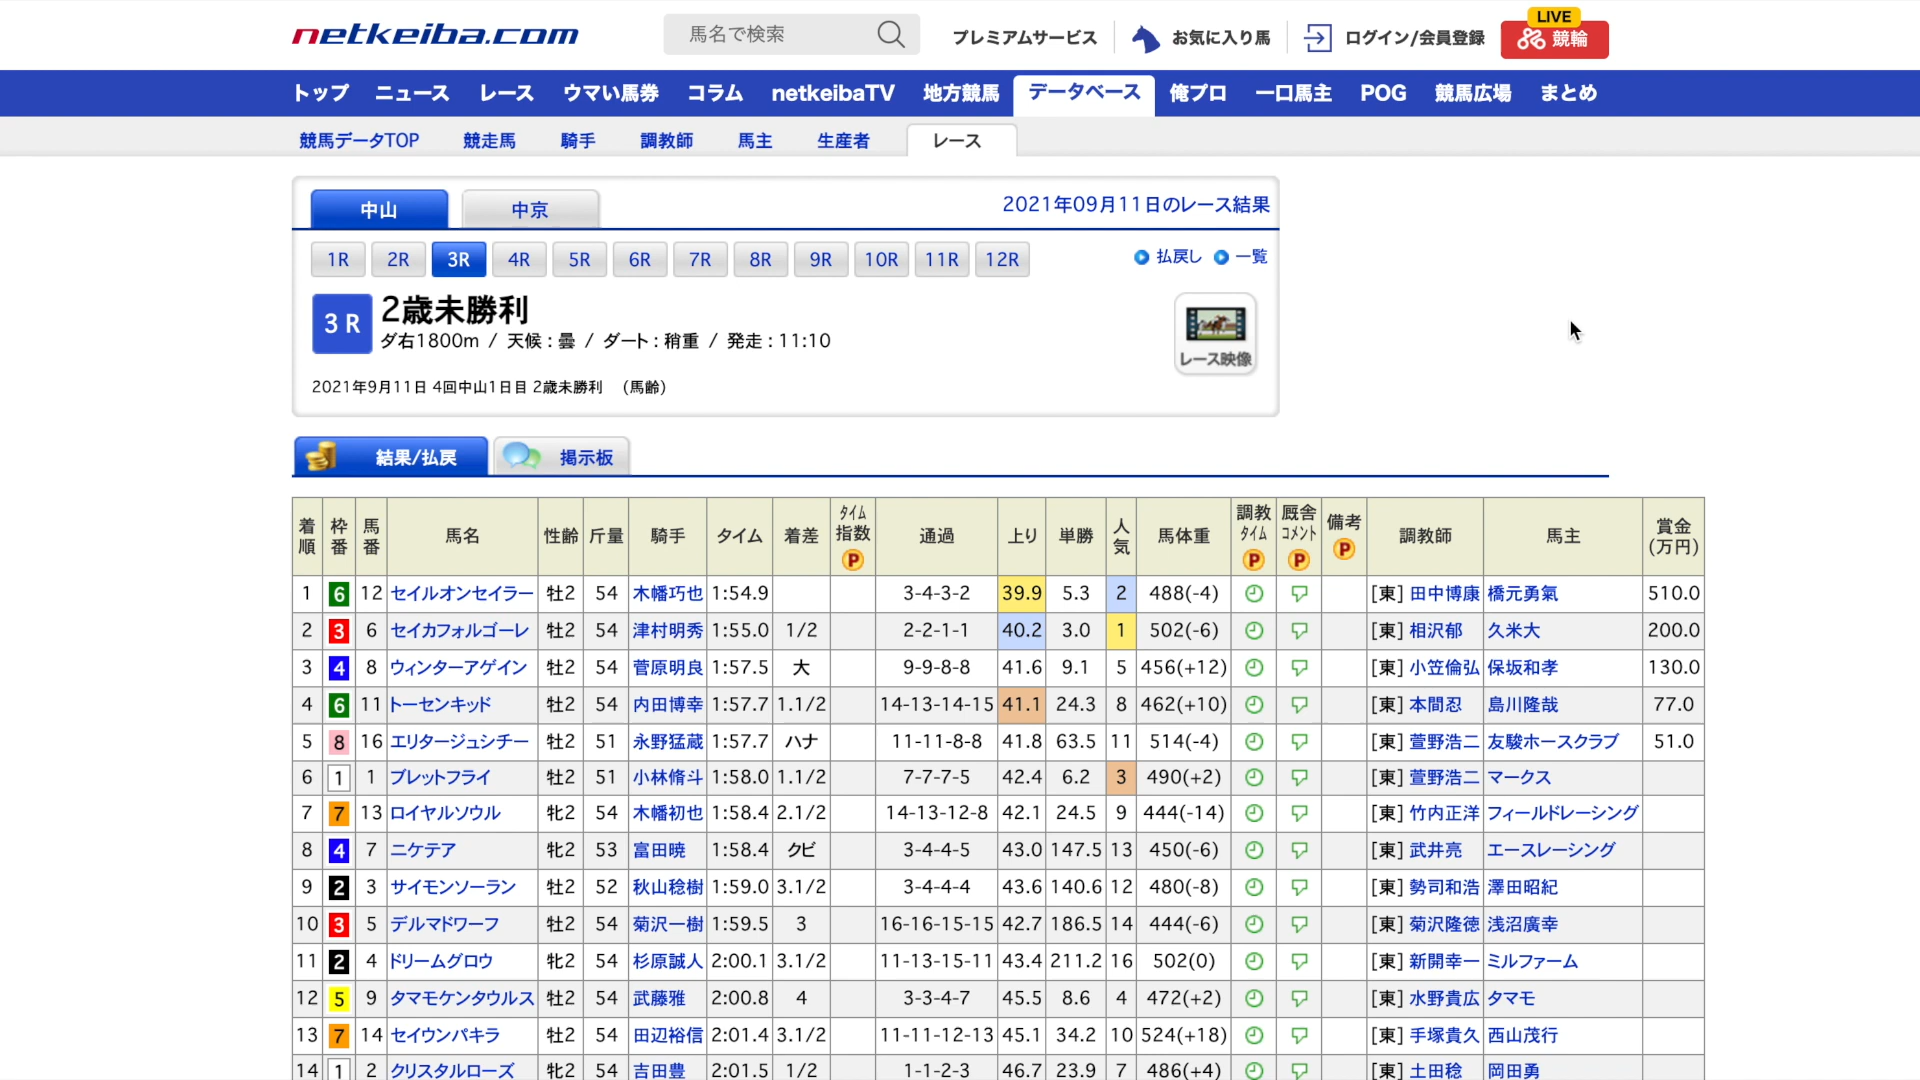 netkeiba.com
馬名で検索
プレミアムサービス
お気に入り馬
ログイン/会員登録
LIVE
競輪
トップ ニュース レース ウマい馬券 コラム netkeibaTV 地方競馬 データベース 俺プロ 一口馬主 POG 競馬広場 まとめ
競馬データTOP 競走馬 騎手 調教師 馬主 生産者 レース
中山 中京 2021年09月11日のレース結果
1R 2R 3R 4R 5R 6R 7R 8R 9R 10R 11R 12R 払戻し 一覧
3 R
2歳未勝利
ダ右1800m / 天候 : 曇 / ダート : 稍重 / 発走 : 11:10
レース映像
2021年9月11日 4回中山1日目 2歳未勝利 (馬齢)
結果/払戻 掲示板
着順 枠番 馬番 馬名 性齢 斤量 騎手 タイム 着差 タイム指数 P 通過 上り 単勝 人気 馬体重 調教タイム P 厩舎コメント P 備考 P 調教師 馬主 賞金(万円)
1 6 12 セイルオンセイラー 牡2 54 木幡巧也 1:54.9 3-4-3-2 39.9 5.3 2 488(-4) [東] 田中博康 橋元勇氣 510.0
2 3 6 セイカフォルゴーレ 牡2 54 津村明秀 1:55.0 1/2 2-2-1-1 40.2 3.0 1 502(-6) [東] 相沢郁 久米大 200.0
3 4 8 ウィンターアゲイン 牡2 54 菅原明良 1:57.5 大 9-9-8-8 41.6 9.1 5 456(+12) [東] 小笠倫弘 保坂和孝 130.0
4 6 11 トーセンキッド 牡2 54 内田博幸 1:57.7 1.1/2 14-13-14-15 41.1 24.3 8 462(+10) [東] 本間忍 島川隆哉 77.0
5 8 16 エリタージュシチー 牡2 51 永野猛蔵 1:57.7 ハナ 11-11-8-8 41.8 63.5 11 514(-4) [東] 萱野浩二 友駿ホースクラブ 51.0
6 1 1 ブレットフライ 牡2 51 小林脩斗 1:58.0 1.1/2 7-7-7-5 42.4 6.2 3 490(+2) [東] 萱野浩二 マークス
7 7 13 ロイヤルソウル 牝2 54 木幡初也 1:58.4 2.1/2 14-13-12-8 42.1 24.5 9 444(-14) [東] 竹内正洋 フィールドレーシング
8 4 7 ニケテア 牝2 53 富田暁 1:58.4 クビ 3-4-4-5 43.0 147.5 13 450(-6) [東] 武井亮 エースレーシング
9 2 3 サイモンソーラン 牡2 52 秋山稔樹 1:59.0 3.1/2 3-4-4-4 43.6 140.6 12 480(-8) [東] 勢司和浩 澤田昭紀
10 3 5 デルマドワーフ 牡2 54 菊沢一樹 1:59.5 3 16-16-15-15 42.7 186.5 14 444(-6) [東] 菊沢隆徳 浅沼廣幸
11 2 4 ドリームグロウ 牝2 54 杉原誠人 2:00.1 3.1/2 11-13-15-11 43.4 211.2 16 502(0) [東] 新開幸一 ミルファーム
12 5 9 タマモケンタウルス 牡2 54 武藤雅 2:00.8 4 3-3-4-7 45.5 8.6 4 472(+2) [東] 水野貴広 タマモ
13 7 14 セイウンパキラ 牡2 54 田辺裕信 2:01.4 3.1/2 11-11-12-13 45.1 34.2 10 524(+18) [東] 手塚貴久 西山茂行
14 1 2 クリスタルローズ 牝2 54 吉田豊 2:01.5 1/2 1-1-2-3 46.7 23.9 7 486(+4) [東] 土田稔 岡田勇